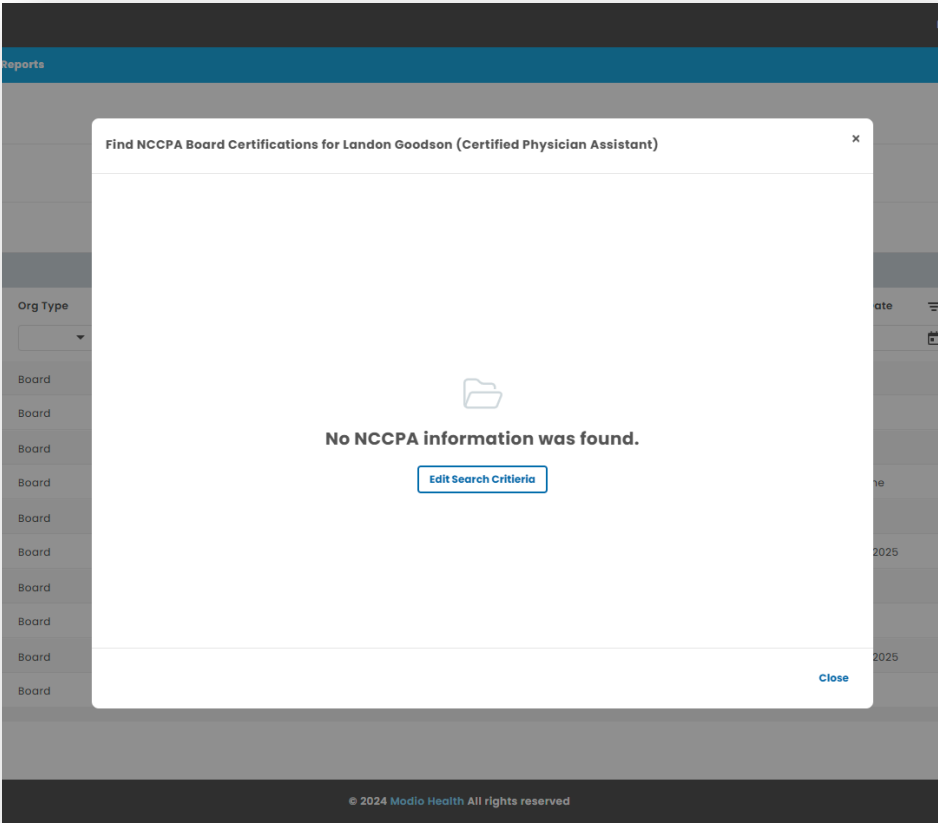 Reports
Find NCCPA Board Certifications for Landon Goodson (Certified Physician Assistant)
×
Org Type
ate
Board
Board
Board
Board
ne
Board
Board
2025
Board
Board
Board
2025
Board
No NCCPA information was found.
Edit Search Critieria
Close
© 2024 Modio Health All rights reserved